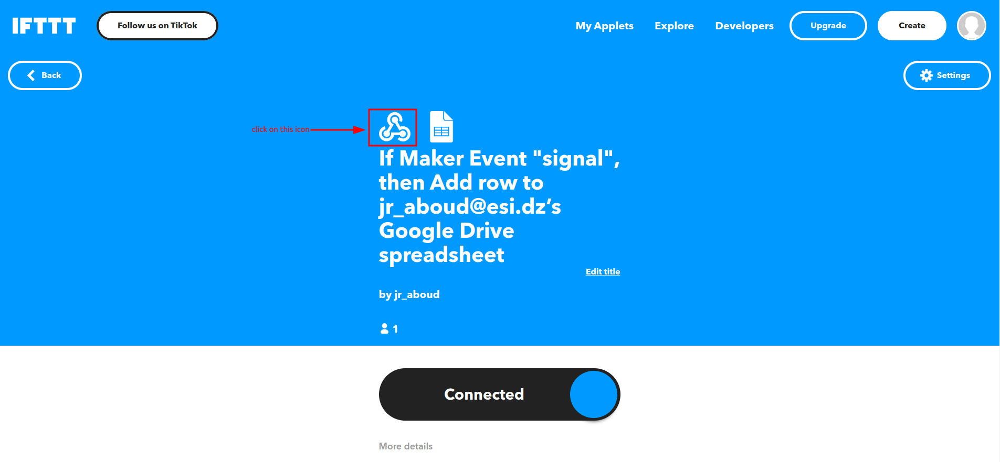 IFTTT
Follow us on TikTok
My Applets
Explore
Developers
Upgrade
Create
Back
Settings
click on this icon
If Maker Event "signal",
then Add row to
jr_aboud@esi.dz’s
Google Drive
spreadsheet
Edit title
by jr_aboud
1
Connected
More details